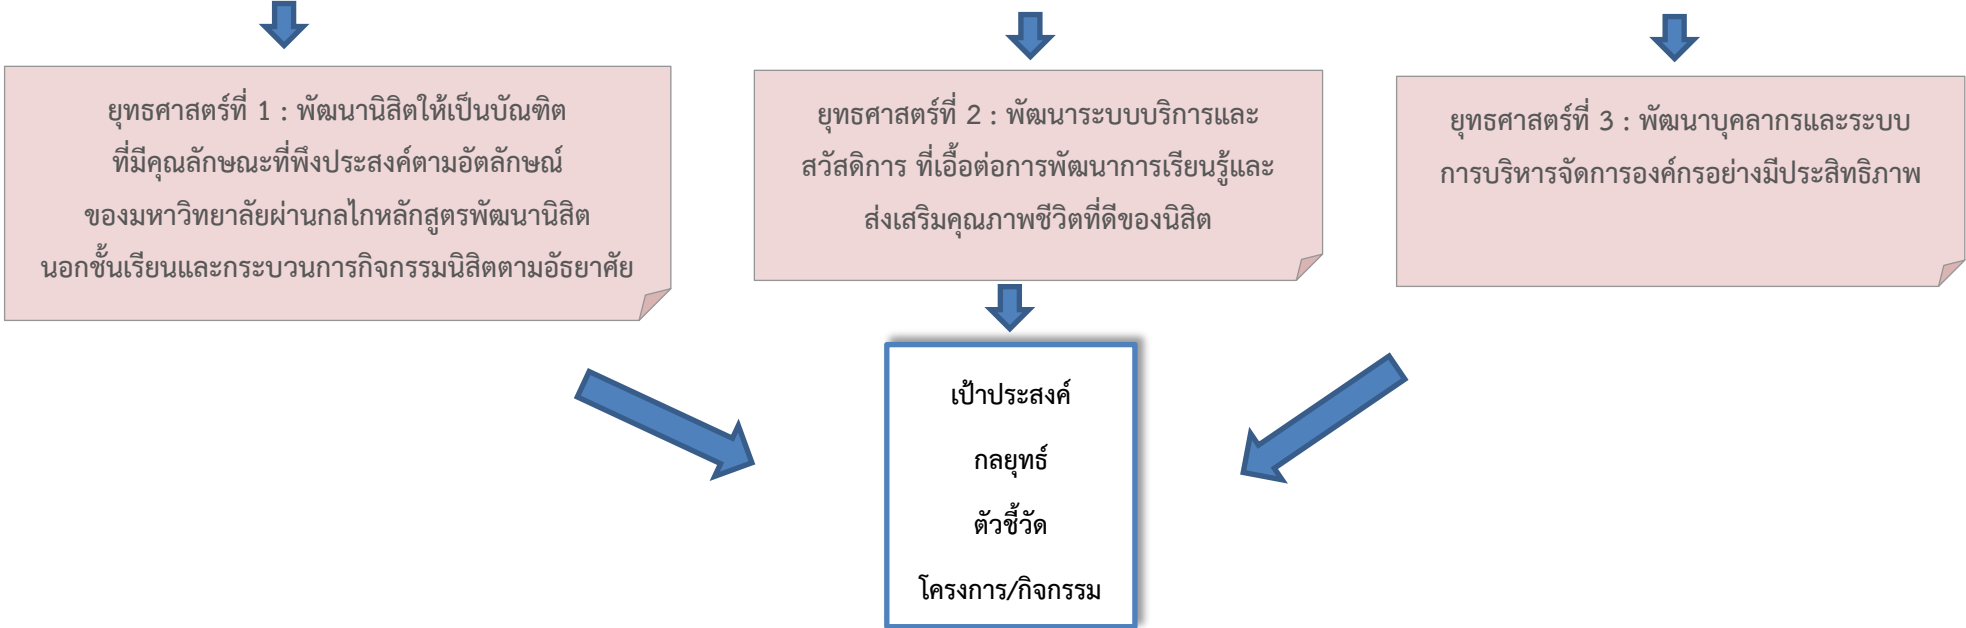 ยุทธศาสตร์ที่ 1 : พัฒนานิสิตให้เป็นบัณฑิต
ที่มีคุณลักษณะที่พึงประสงค์ตามอัตลักษณ์
ของมหาวิทยาลัยผ่านกลไกหลักสูตรพัฒนานิสิต
นอกชั้นเรียนและกระบวนการกิจกรรมนิสิตตามอัธยาศัย
ยุทธศาสตร์ที่ 2 : พัฒนาระบบบริการและ
สวัสดิการ ที่เอื้อต่อการพัฒนาการเรียนรู้และ
ส่งเสริมคุณภาพชีวิตที่ดีของนิสิต
ยุทธศาสตร์ที่ 3 : พัฒนาบุคลากรและระบบ
การบริหารจัดการองค์กรอย่างมีประสิทธิภาพ
เป้าประสงค์
กลยุทธ์
ตัวชี้วัด
โครงการ/กิจกรรม